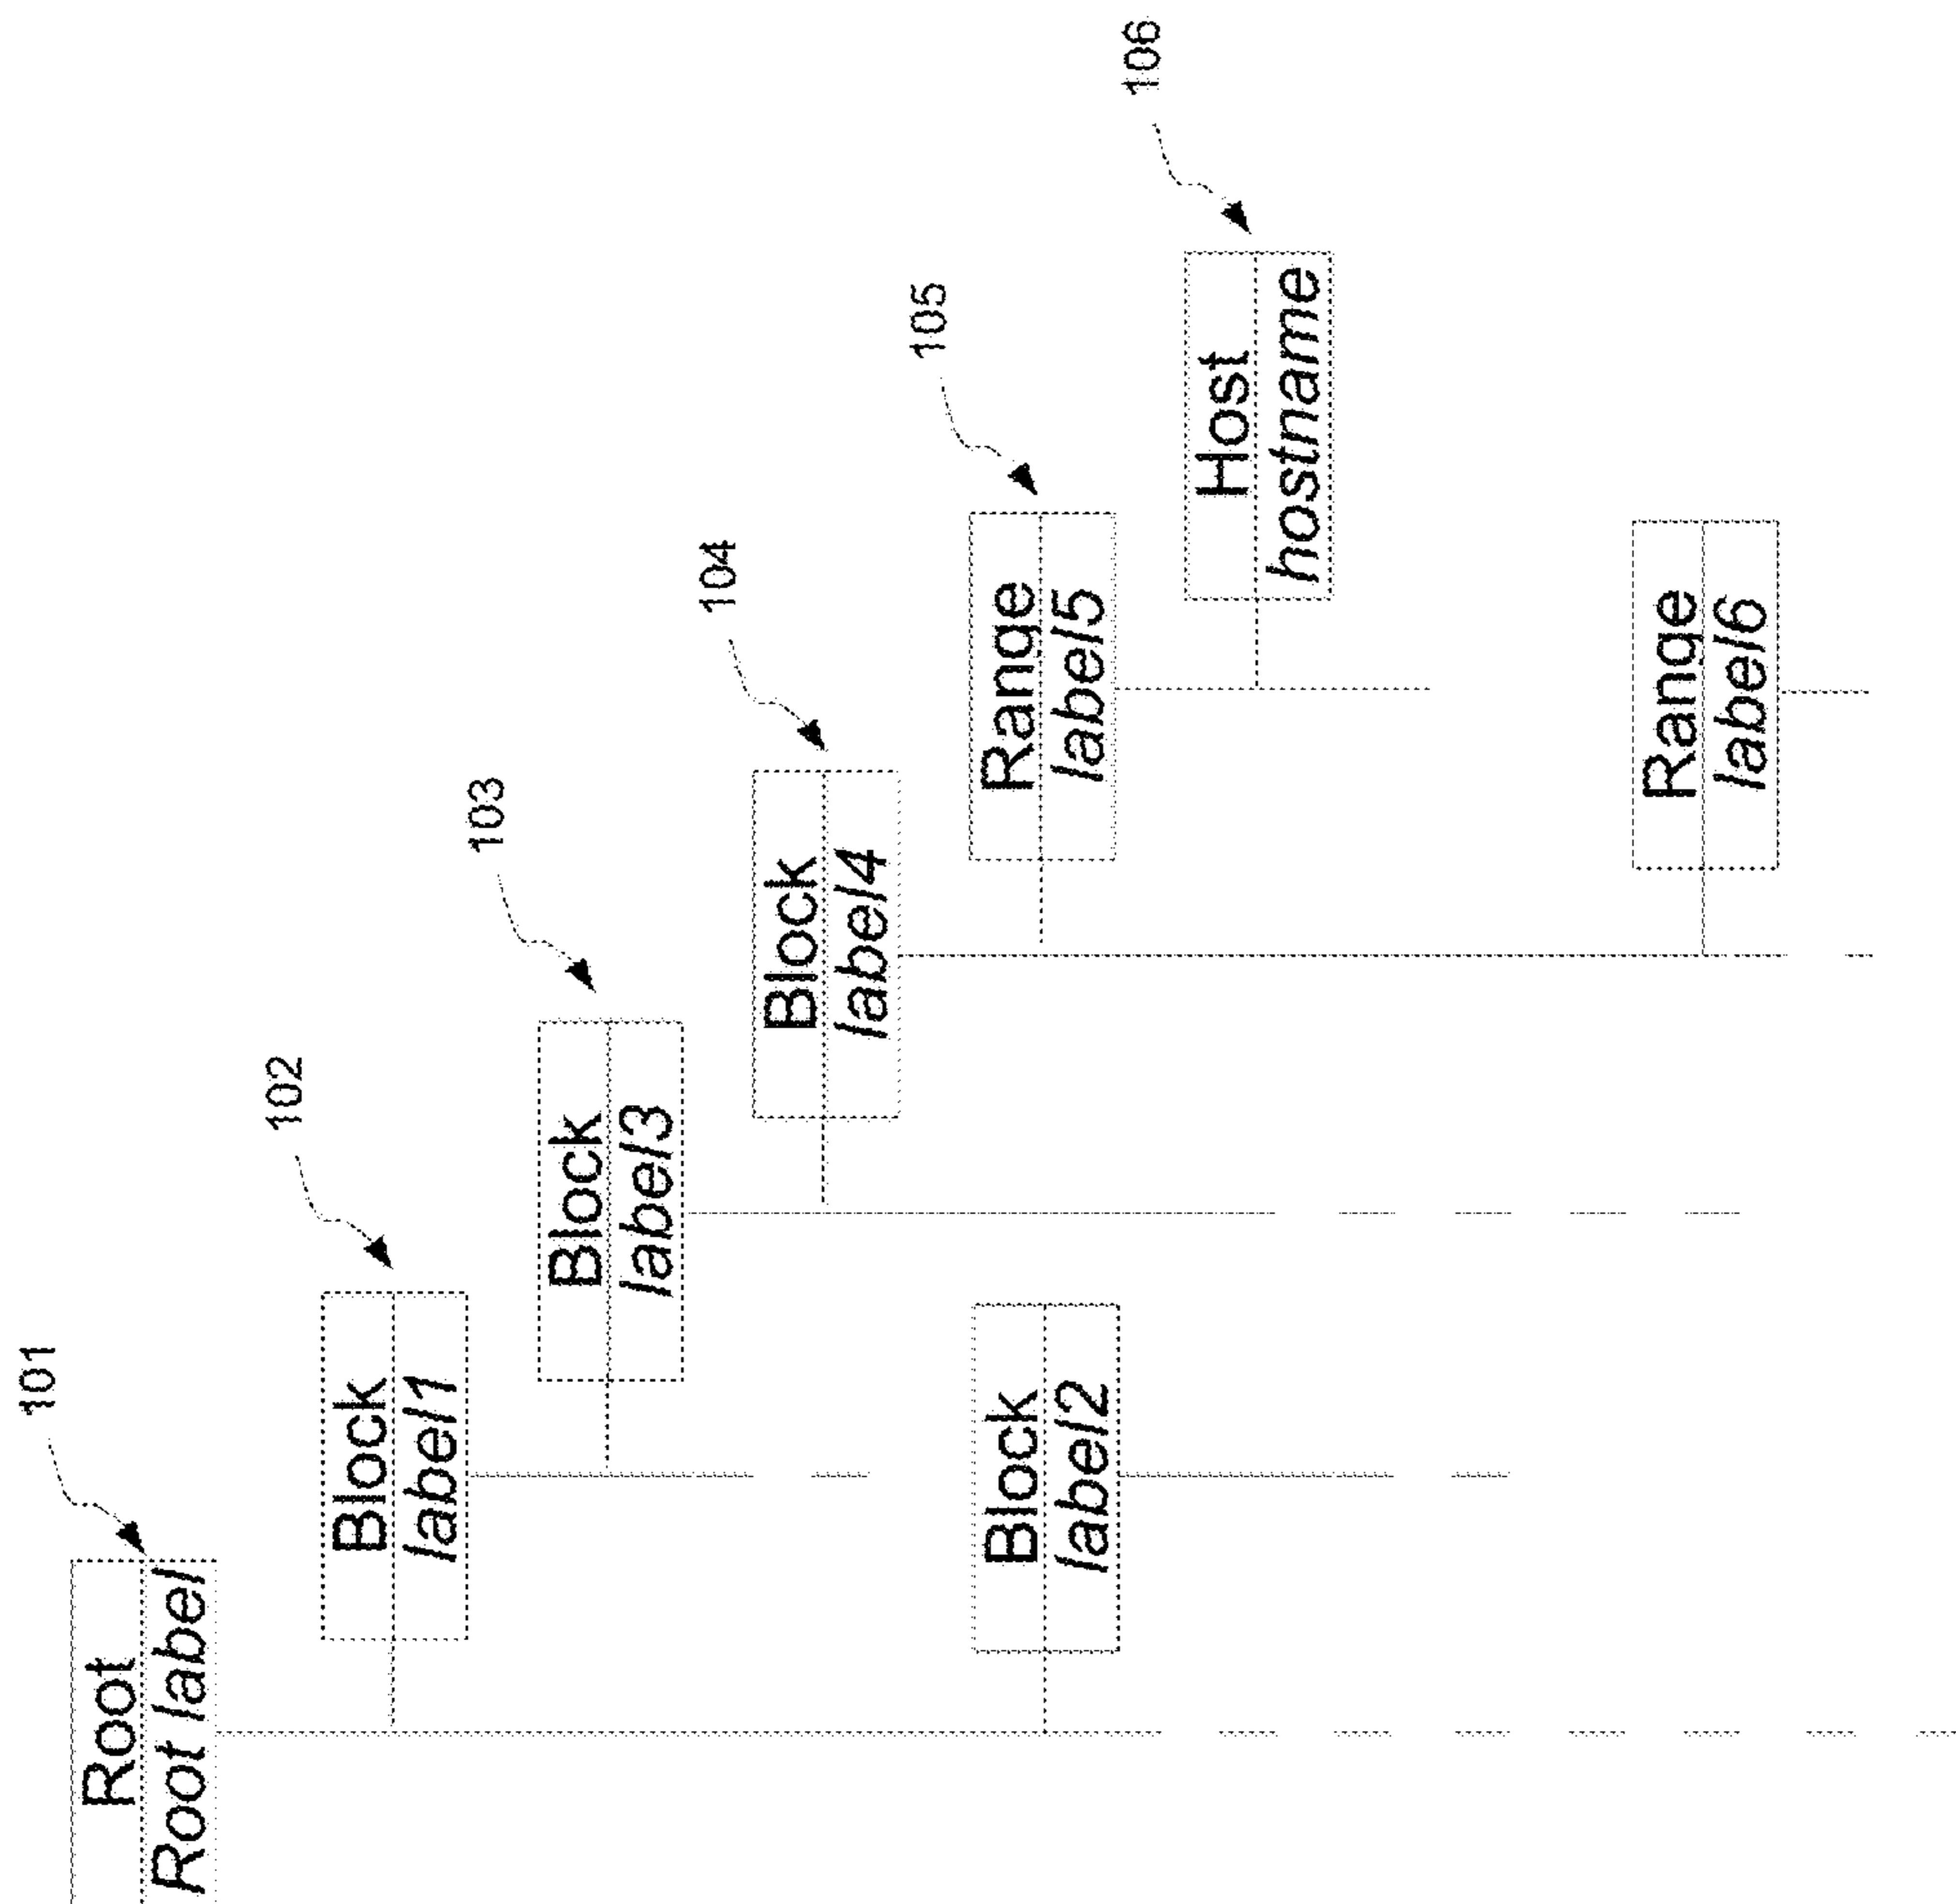 101
Root
Root label
102
Block
label1
103
Block
label3
104
Block
label4
105
Range
label5
106
Host
hostname
Block
label2
Range
label6